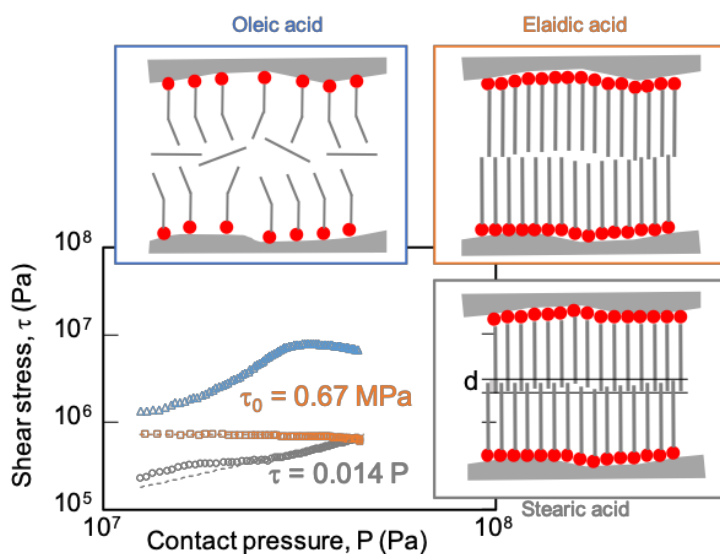 Oleic acid
Elaidic acid
10⁸
10⁷
10⁶
10⁵
Shear stress, τ (Pa)
τ₀ = 0.67 MPa
τ = 0.014 P
d
Stearic acid
10⁷
10⁸
Contact pressure, P (Pa)